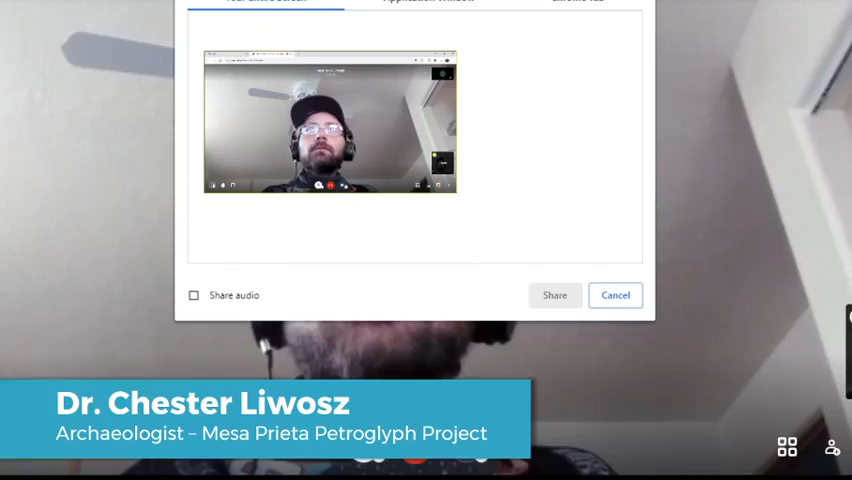 Share audio
Share
Cancel
Dr. Chester Liwosz
Archaeologist – Mesa Prieta Petroglyph Project